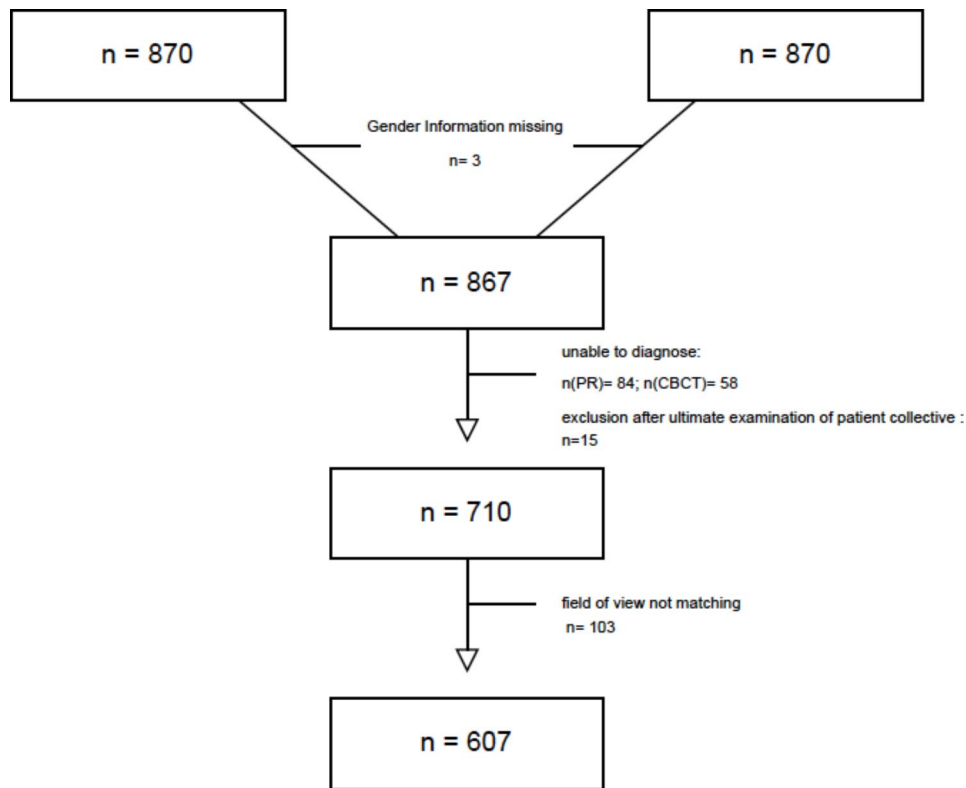 n = 870
n = 870
Gender Information missing
n= 3
n = 867
unable to diagnose:
n(PR)= 84; n(CBCT)= 58
exclusion after ultimate examination of patient collective :
n=15
n = 710
field of view not matching
n= 103
n = 607